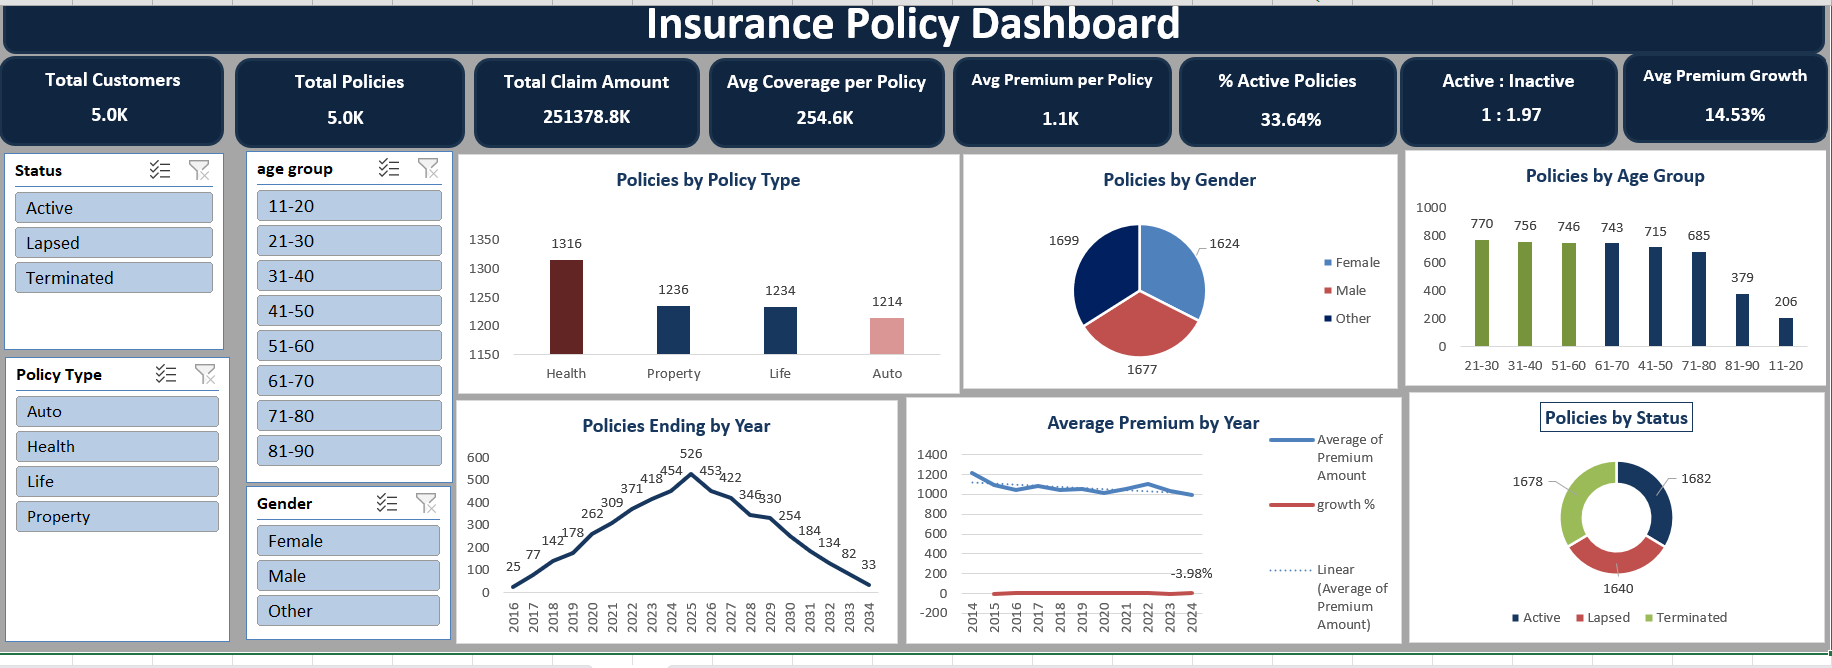 Insurance Policy Dashboard
Total Customers
5.0K
Total Policies
5.0K
Total Claim Amount
251378.8K
Avg Coverage per Policy
254.6K
Avg Premium per Policy
1.1K
% Active Policies
33.64%
Active : Inactive
1 : 1.97
Avg Premium Growth
14.53%
Status
Active
Lapsed
Terminated
Policy Type
Auto
Health
Life
Property
age group
11-20
21-30
31-40
41-50
51-60
61-70
71-80
81-90
Gender
Female
Male
Other
Policies by Policy Type
1350
1300
1250
1200
1150
1316
1236
1234
1214
Health
Property
Life
Auto
Policies by Gender
1699
1624
1677
Female
Male
Other
Policies by Age Group
1000
800
600
400
200
0
770
756
746
743
715
685
379
206
21-30
31-40
51-60
61-70
41-50
71-80
81-90
11-20
Policies Ending by Year
600
500
400
300
200
100
0
25
77
142
178
262
309
371
418
454
526
453
422
346
330
254
184
134
82
33
2016
2017
2018
2019
2020
2021
2022
2023
2024
2025
2026
2027
2028
2029
2030
2031
2032
2033
2034
Average Premium by Year
1400
1200
1000
800
600
400
200
0
-200
-3.98%
2014
2015
2016
2017
2018
2019
2020
2021
2022
2023
2024
Average of
Premium
Amount
growth %
Linear
(Average of
Premium
Amount)
Policies by Status
1678
1682
1640
Active
Lapsed
Terminated